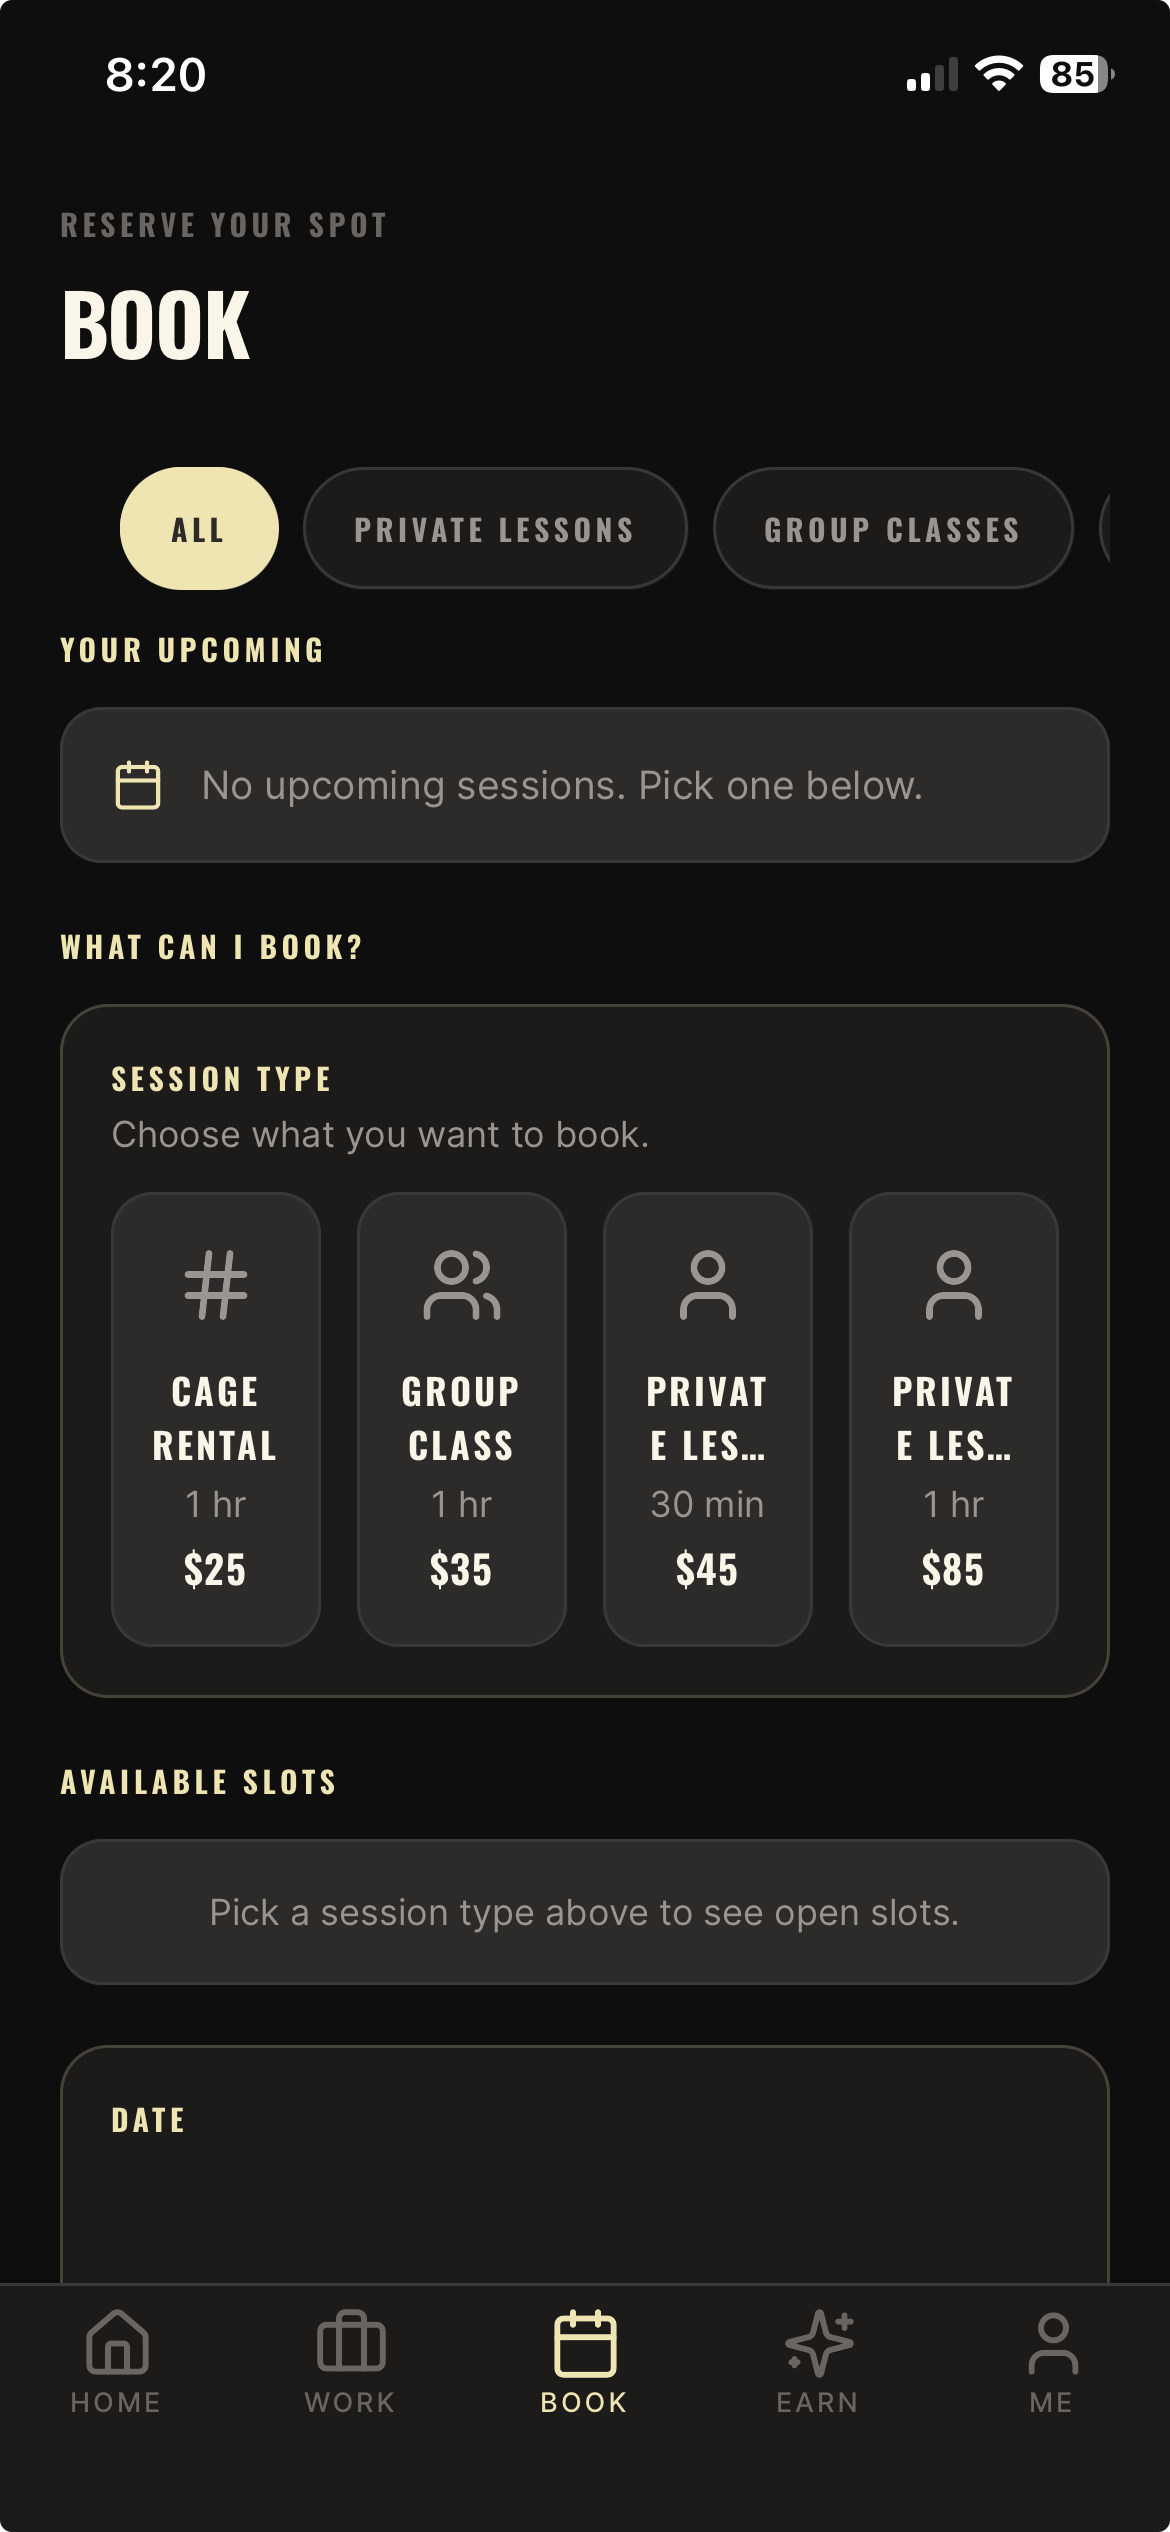 8:20
85
RESERVE YOUR SPOT
BOOK
ALL
PRIVATE LESSONS
GROUP CLASSES
YOUR UPCOMING
No upcoming sessions. Pick one below.
WHAT CAN I BOOK?
SESSION TYPE
Choose what you want to book.
CAGE
RENTAL
1 hr
$25
GROUP
CLASS
1 hr
$35
PRIVAT
E LES...
30 min
$45
PRIVAT
E LES...
1 hr
$85
AVAILABLE SLOTS
Pick a session type above to see open slots.
DATE
HOME
WORK
BOOK
EARN
ME